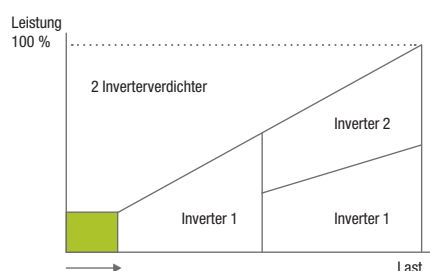 Leistung
100 %
2 Inverterverdichter
Inverter 2
Inverter 1
Inverter 1
Last